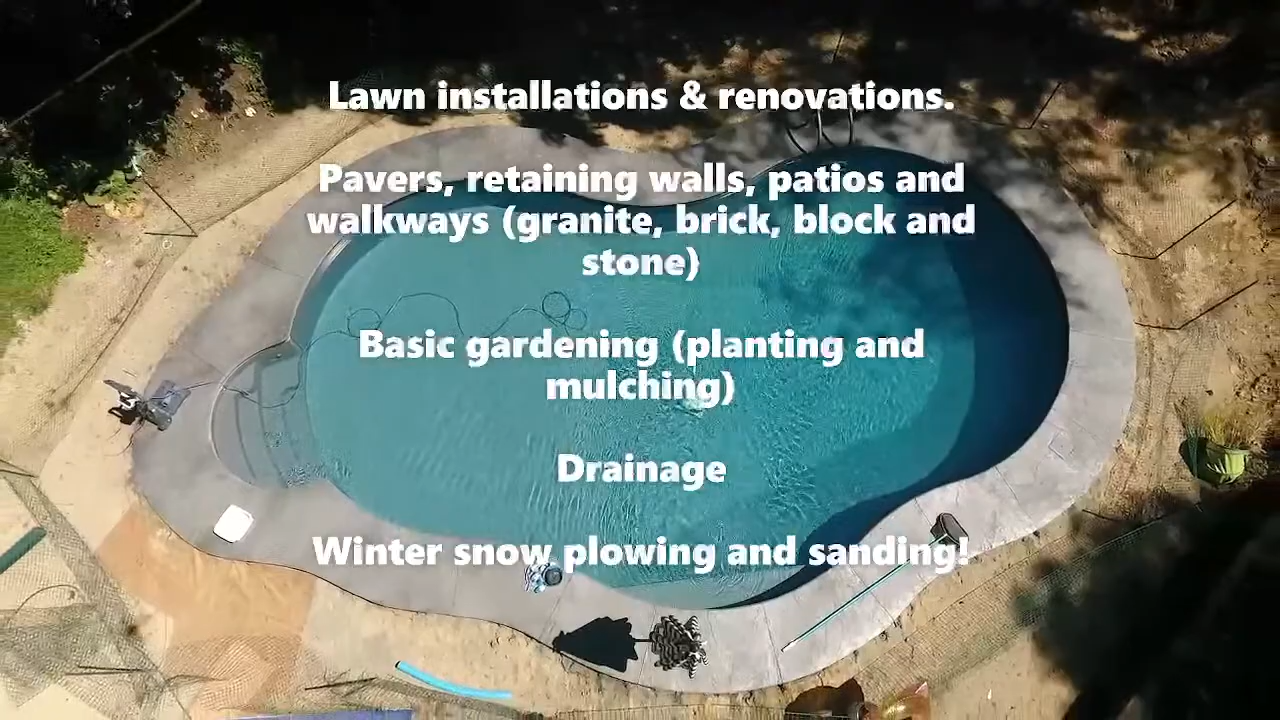 Lawn installations & renovations.
Pavers, retaining walls, patios and
walkways (granite, brick, block and
stone)
Basic gardening (planting and
mulching)
Drainage
Winter snow plowing and sanding!